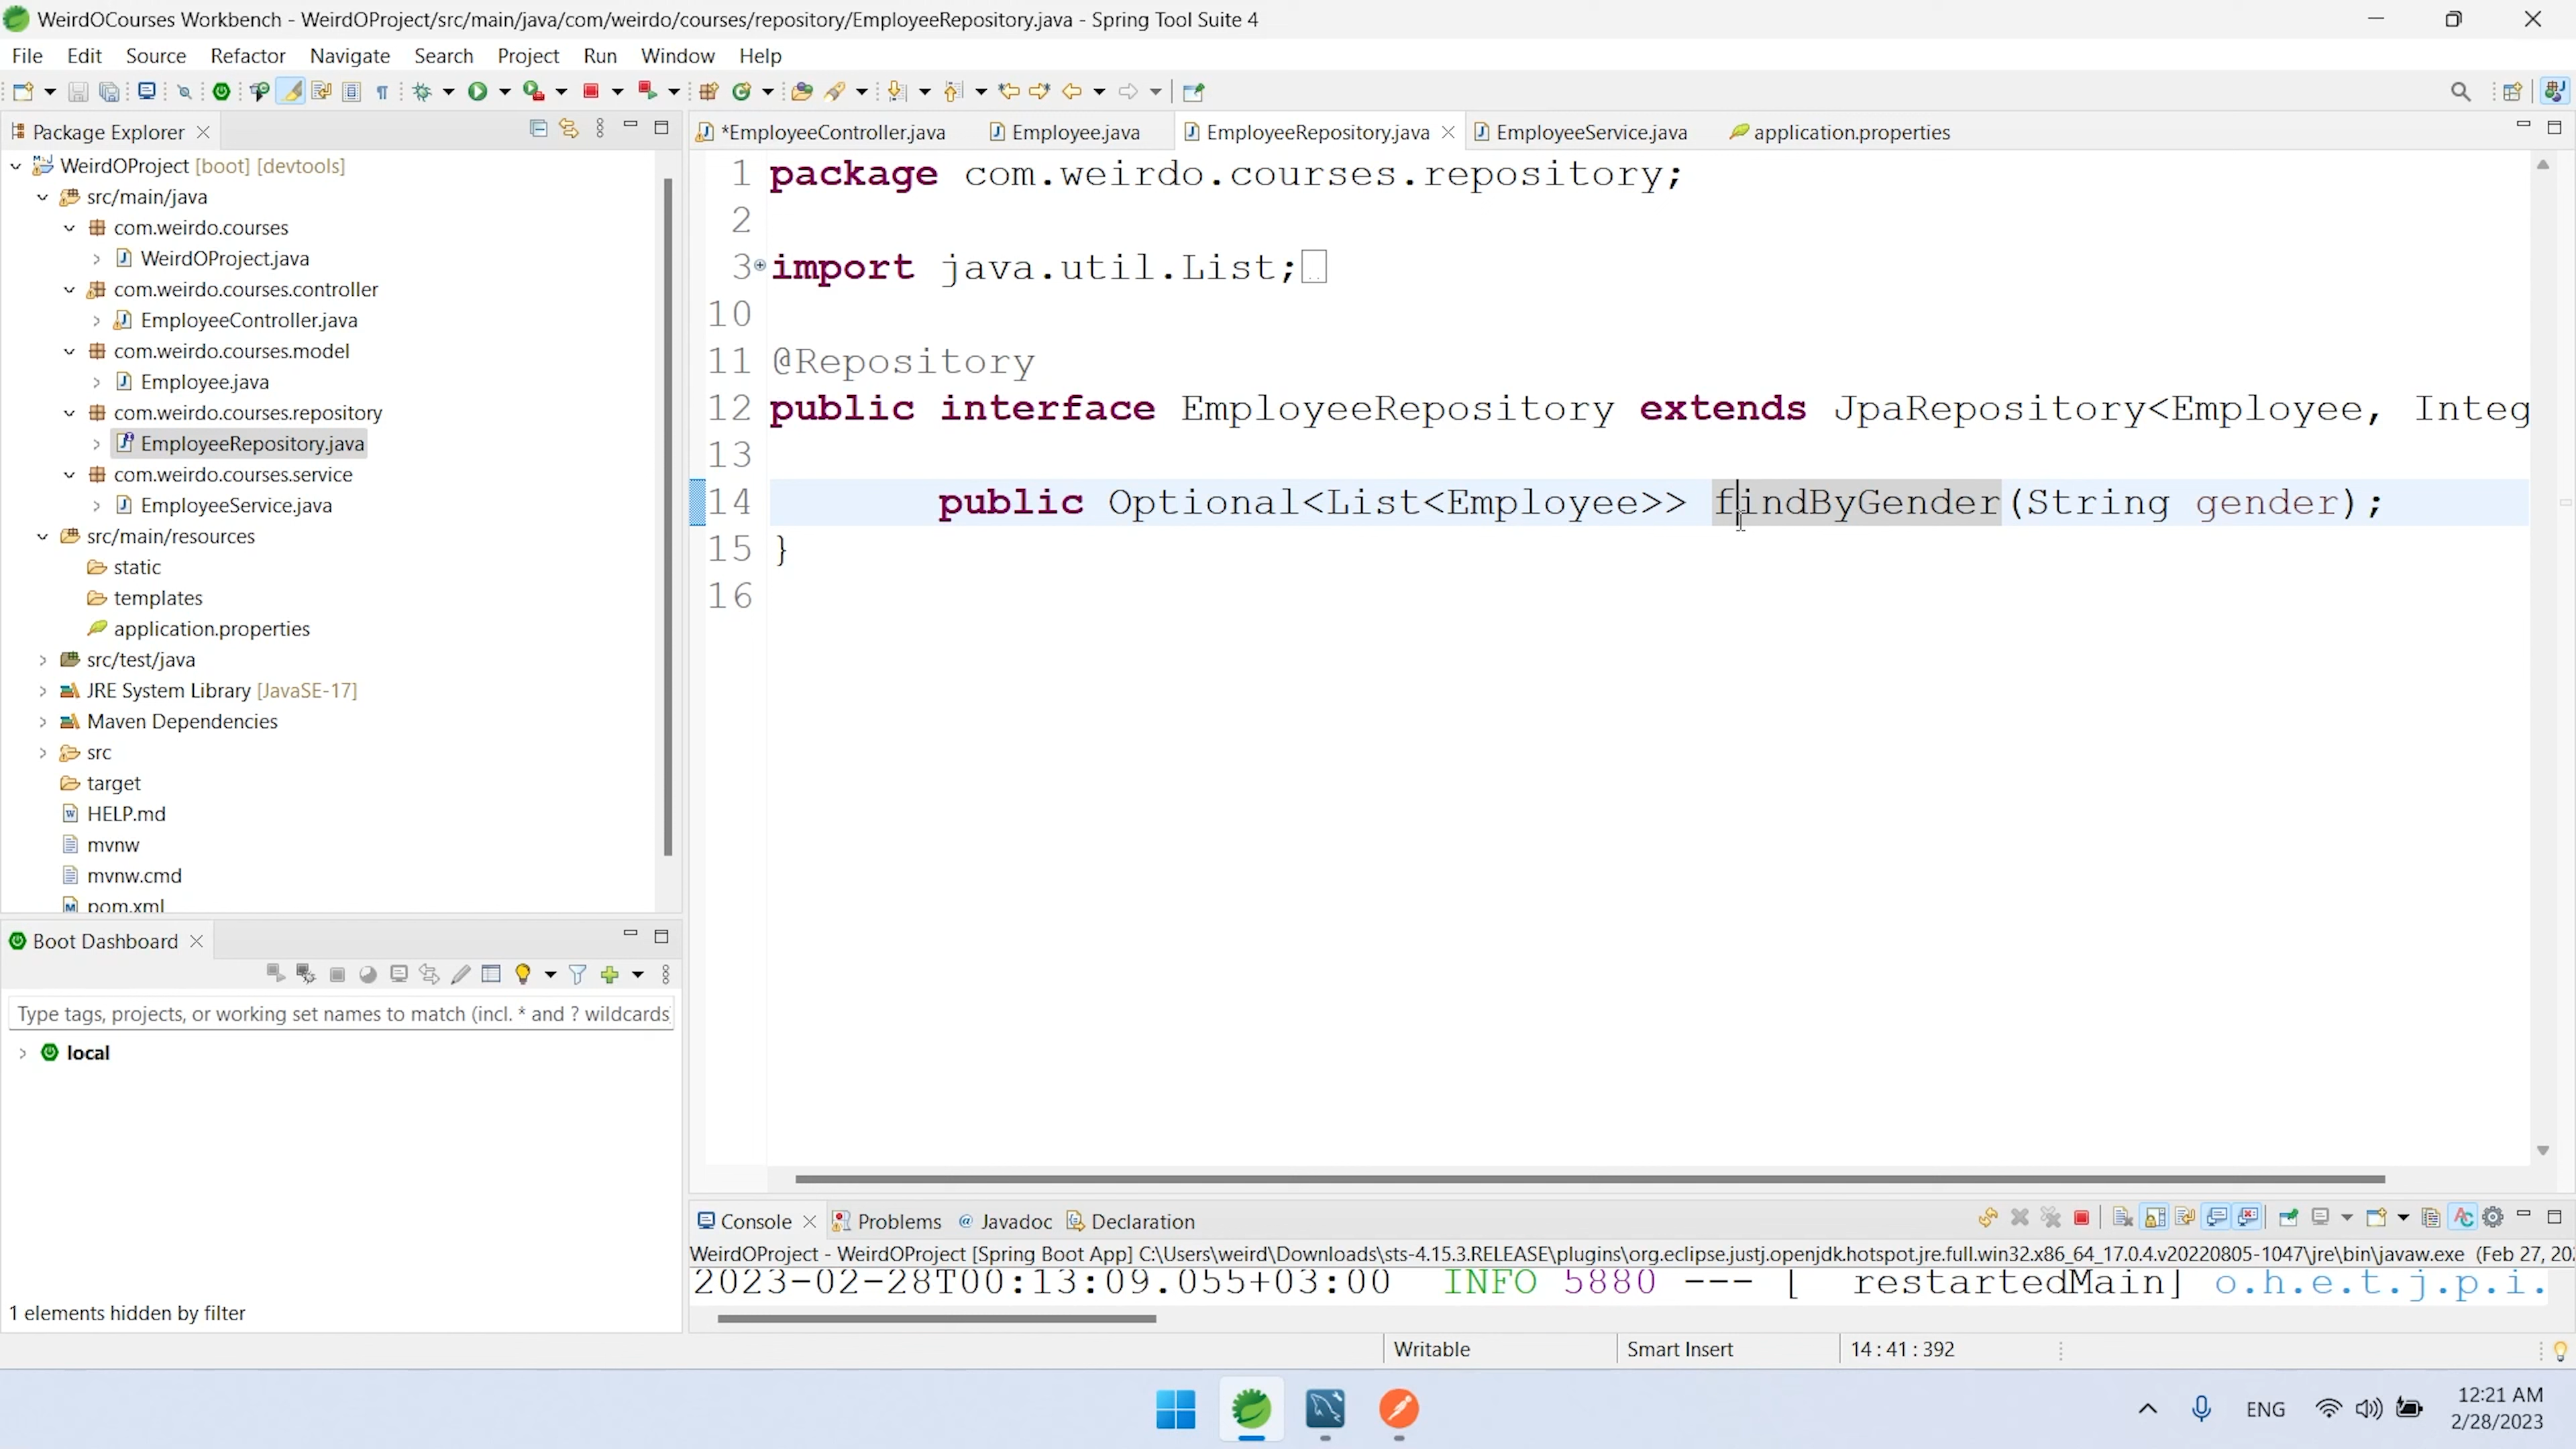 WeirdOCourses Workbench - WeirdOProject/src/main/java/com/weirdo/courses/repository/EmployeeRepository.java - Spring Tool Suite 4
File Edit Source Refactor Navigate Search Project Run Window Help
Package Explorer
WeirdOProject [boot] [devtools]
src/main/java
com.weirdo.courses
WeirdOProject.java
com.weirdo.courses.controller
EmployeeController.java
com.weirdo.courses.model
Employee.java
com.weirdo.courses.repository
EmployeeRepository.java
com.weirdo.courses.service
EmployeeService.java
src/main/resources
static
templates
application.properties
src/test/java
JRE System Library [JavaSE-17]
Maven Dependencies
src
target
HELP.md
mvnw
mvnw.cmd
pom.xml
Boot Dashboard
Type tags, projects, or working set names to match (incl. * and ? wildcards
local
1 elements hidden by filter
*EmployeeController.java Employee.java EmployeeRepository.java EmployeeService.java application.properties
1 package com.weirdo.courses.repository;
2
3 import java.util.List;
10
11 @Repository
12 public interface EmployeeRepository extends JpaRepository<Employee, Integ
13
14 public Optional<List<Employee>> findByGender(String gender);
15 }
16
Console Problems @ Javadoc Declaration
WeirdOProject - WeirdOProject [Spring Boot App] C:\Users\weird\Downloads\sts-4.15.3.RELEASE\plugins\org.eclipse.justj.openjdk.hotspot.jre.full.win32.x86_64_17.0.4.v20220805-1047\jre\bin\javaw.exe (Feb 27, 202
2023-02-28T00:13:09.055+03:00 INFO 5880 --- [ restartedMain] o.h.e.t.j.p.i.
Writable Smart Insert 14 : 41 : 392
ENG
12:21 AM
2/28/2023